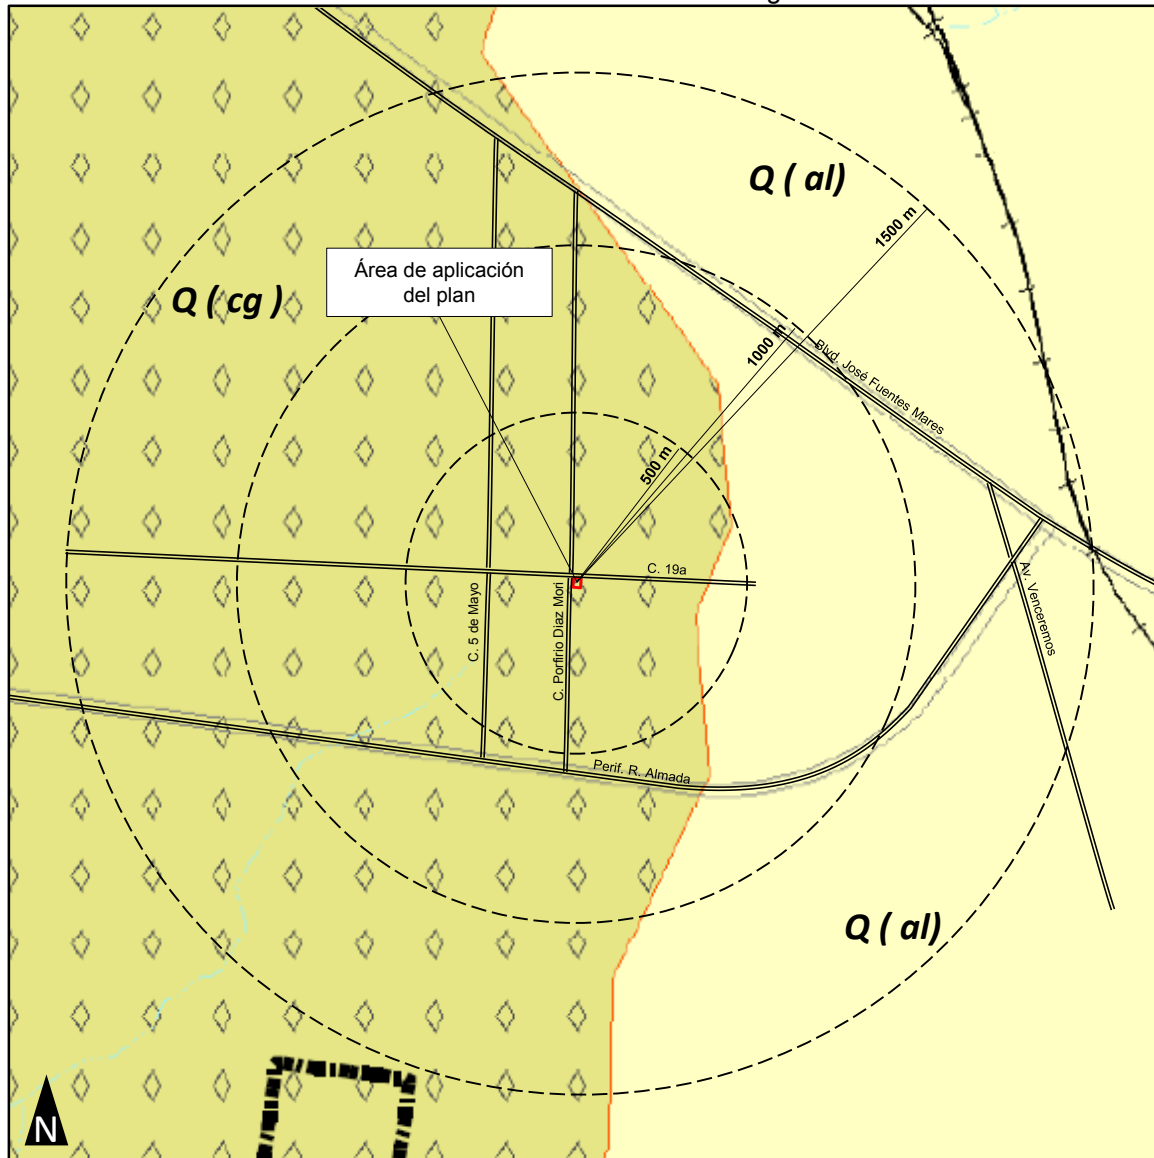 Q ( al)
1500 m
Área de aplicación
del plan
Q ( cg )
1000 m
Blvd. José Fuentes Mares
500 m
C. 19a
C. 5 de Mayo
C. Porfirio Diaz Mori
Av. Venceremos
Perif. R. Almada
Q ( al)
N